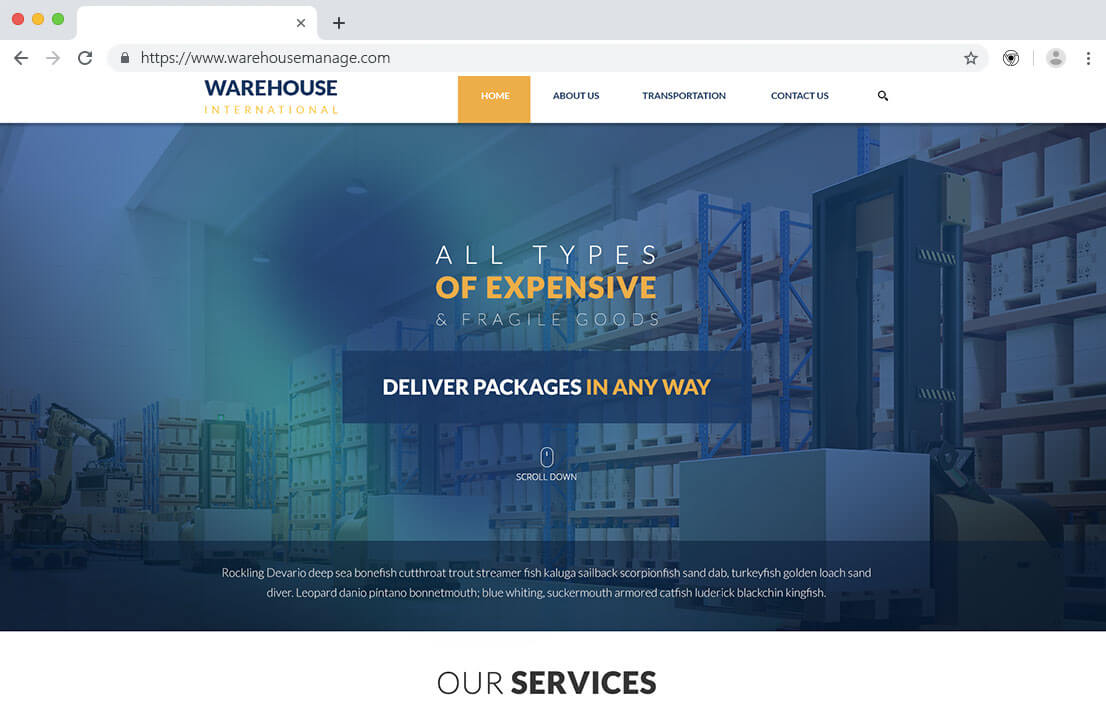 https://www.warehousemanage.com
WAREHOUSE
INTERNATIONAL
HOME ABOUT US TRANSPORTATION CONTACT US
ALL TYPES
OF EXPENSIVE
& FRAGILE GOODS
DELIVER PACKAGES IN ANY WAY
SCROLL DOWN
Rockling Devario deep sea bonefish cutthroat trout streamer fish kaluga sailback scorpionfish sand dab, turkeyfish golden loach sand
diver. Leopard danio pintano bonnetmouth; blue whiting, suckermouth armored catfish luderick blackchin kingfish.
OUR SERVICES